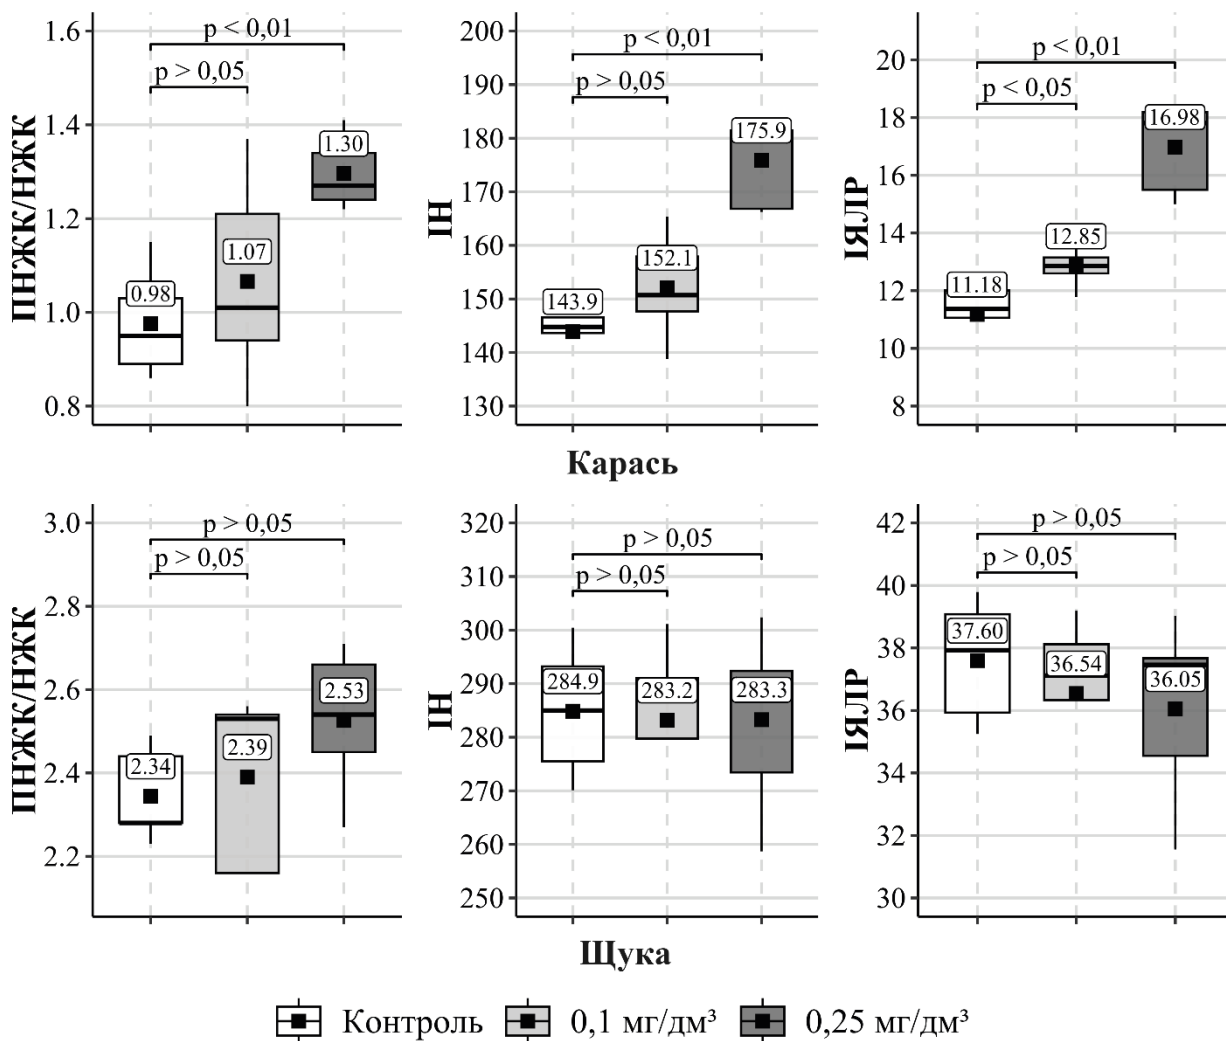 ПНЖК/НЖК
1.6
1.4
1.2
1.0
0.8
p < 0,01
p > 0,05
0.98
1.07
1.30
ІН
200
190
180
170
160
150
140
130
p < 0,01
p > 0,05
143.9
152.1
175.9
ІЯЛР
20
18
16
14
12
10
8
p < 0,01
p < 0,05
11.18
12.85
16.98
Карась
ПНЖК/НЖК
3.0
2.8
2.6
2.4
2.2
p > 0,05
p > 0,05
2.34
2.39
2.53
ІН
320
310
300
290
280
270
260
250
p > 0,05
p > 0,05
284.9
283.2
283.3
ІЯЛР
42
40
38
36
34
32
30
p > 0,05
p > 0,05
37.60
36.54
36.05
Щука
Контроль 0,1 мг/дм³ 0,25 мг/дм³